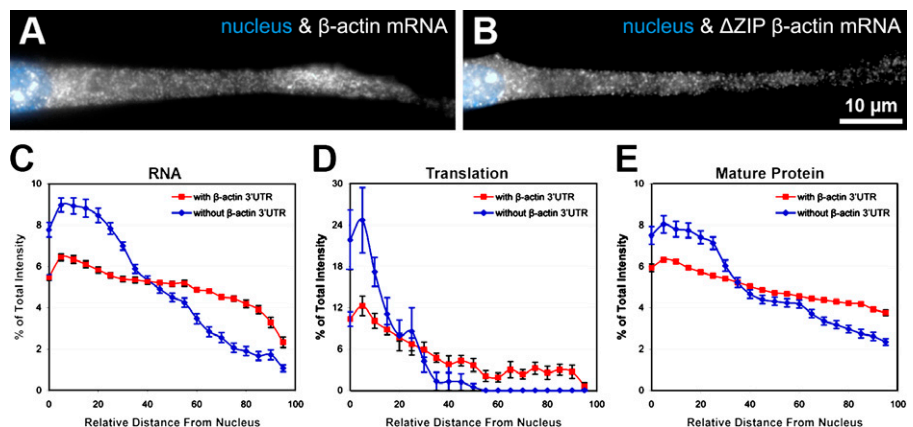 A
nucleus & β-actin mRNA
B
nucleus & ΔZIP β-actin mRNA
10 μm
C
RNA
with β-actin 3'UTR
without β-actin 3'UTR
% of Total Intensity
10
8
6
4
2
0
0 20 40 60 80 100
Relative Distance From Nucleus
D
Translation
with β-actin 3'UTR
without β-actin 3'UTR
% of Total Intensity
30
24
18
12
6
0
0 20 40 60 80 100
Relative Distance From Nucleus
E
Mature Protein
with β-actin 3'UTR
without β-actin 3'UTR
% of Total Intensity
10
8
6
4
2
0
0 20 40 60 80 100
Relative Distance From Nucleus